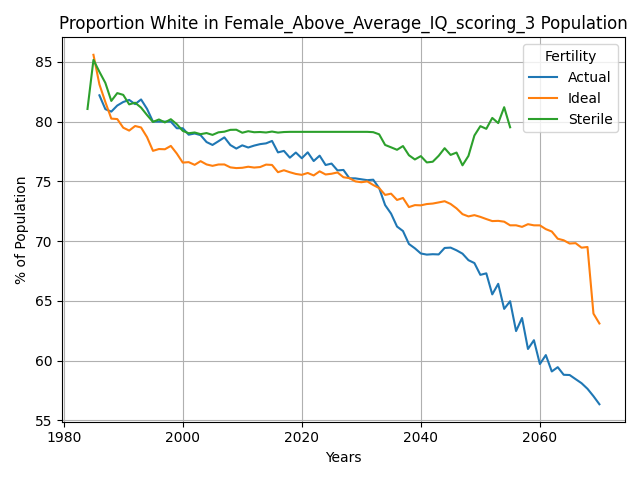 Proportion White in Female_Above_Average_IQ_scoring_3 Population
85
80
75
70
65
60
55
% of Population
1980
2000
2020
2040
2060
Years
Fertility
Actual
Ideal
Sterile